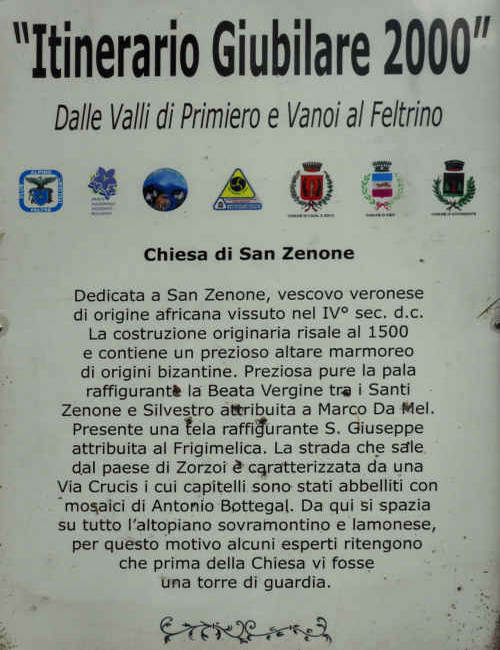 "Itinerario Giubilare 2000"
Dalle Valli di Primiero e Vanoi al Feltrino
Chiesa di San Zenone
Dedicata a San Zenone, vescovo veronese
di origine africana vissuto nel IV° sec. d.c.
La costruzione originaria risale al 1500
e contiene un prezioso altare marmoreo
di origini bizantine. Preziosa pure la pala
raffigurante la Beata Vergine tra i Santi
Zenone e Silvestro attribuita a Marco Da Mel.
Presente una tela raffigurante S. Giuseppe
attribuita al Frigimelica. La strada che sale
dal paese di Zorzoi è caratterizzata da una
Via Crucis i cui capitelli sono stati abbelliti con
mosaici di Antonio Bottegal. Da qui si spazia
su tutto l'altopiano sovramontino e lamonese,
per questo motivo alcuni esperti ritengono
che prima della Chiesa vi fosse
una torre di guardia.